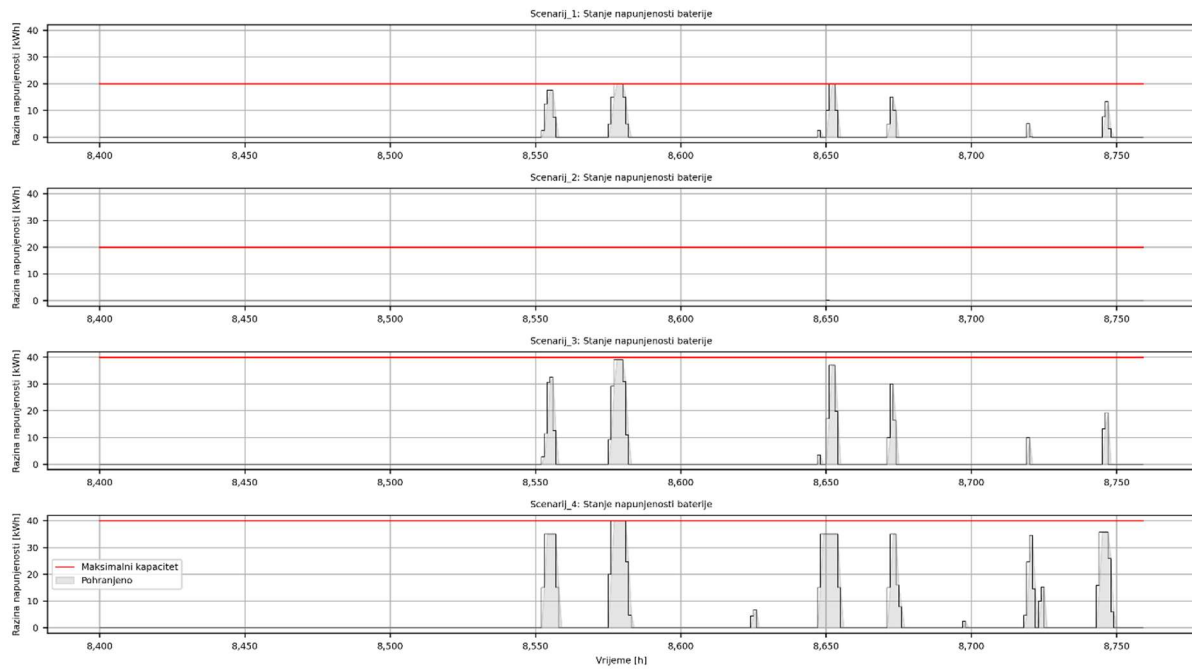 Scenarij_1: Stanje napunjenosti baterije
Razina napunjenosti [kWh]
40
30
20
10
0
8,400 8,450 8,500 8,550 8,600 8,650 8,700 8,750
Scenarij_2: Stanje napunjenosti baterije
Razina napunjenosti [kWh]
40
30
20
10
0
8,400 8,450 8,500 8,550 8,600 8,650 8,700 8,750
Scenarij_3: Stanje napunjenosti baterije
Razina napunjenosti [kWh]
40
30
20
10
0
8,400 8,450 8,500 8,550 8,600 8,650 8,700 8,750
Scenarij_4: Stanje napunjenosti baterije
Razina napunjenosti [kWh]
40
30
20
10
0
Maksimalni kapacitet
Pohranjeno
8,400 8,450 8,500 8,550 8,600 8,650 8,700 8,750
Vrijeme [h]